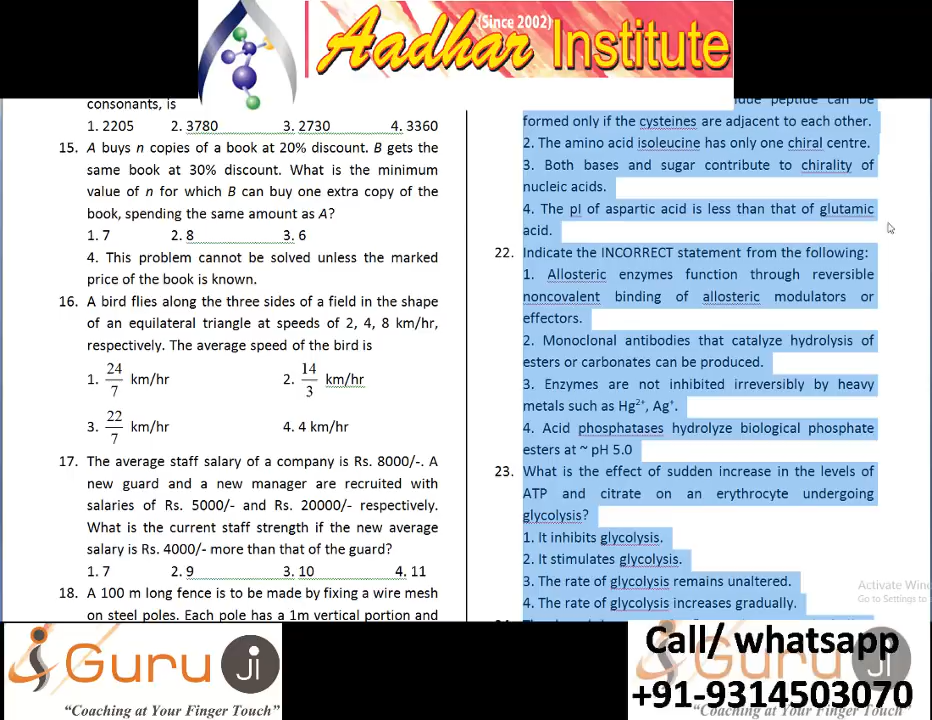 (Since 2002)
Aadhar Institute
consonants, is
1. 2205 2. 3780 3. 2730 4. 3360
15. A buys n copies of a book at 20% discount. B gets the
same book at 30% discount. What is the minimum
value of n for which B can buy one extra copy of the
book, spending the same amount as A?
1. 7 2. 8 3. 6
4. This problem cannot be solved unless the marked
price of the book is known.
16. A bird flies along the three sides of a field in the shape
of an equilateral triangle at speeds of 2, 4, 8 km/hr,
respectively. The average speed of the bird is
1. 24/7 km/hr 2. 14/3 km/hr
3. 22/7 km/hr 4. 4 km/hr
17. The average staff salary of a company is Rs. 8000/-. A
new guard and a new manager are recruited with
salaries of Rs. 5000/- and Rs. 20000/- respectively.
What is the current staff strength if the new average
salary is Rs. 4000/- more than that of the guard?
1. 7 2. 9 3. 10 4. 11
18. A 100 m long fence is to be made by fixing a wire mesh
on steel poles. Each pole has a 1m vertical portion and
peptide can be
formed only if the cysteines are adjacent to each other.
2. The amino acid isoleucine has only one chiral centre.
3. Both bases and sugar contribute to chirality of
nucleic acids.
4. The pI of aspartic acid is less than that of glutamic
acid.
22. Indicate the INCORRECT statement from the following:
1. Allosteric enzymes function through reversible
noncovalent binding of allosteric modulators or
effectors.
2. Monoclonal antibodies that catalyze hydrolysis of
esters or carbonates can be produced.
3. Enzymes are not inhibited irreversibly by heavy
metals such as Hg²⁺, Ag⁺.
4. Acid phosphatases hydrolyze biological phosphate
esters at ~ pH 5.0
23. What is the effect of sudden increase in the levels of
ATP and citrate on an erythrocyte undergoing
glycolysis?
1. It inhibits glycolysis.
2. It stimulates glycolysis.
3. The rate of glycolysis remains unaltered.
4. The rate of glycolysis increases gradually.
Activate Win
Go to Settings to
Guru Ji
“Coaching at Your Finger Touch”
Call/ whatsapp
+91-9314503070
“Coaching at Your Finger Touch”